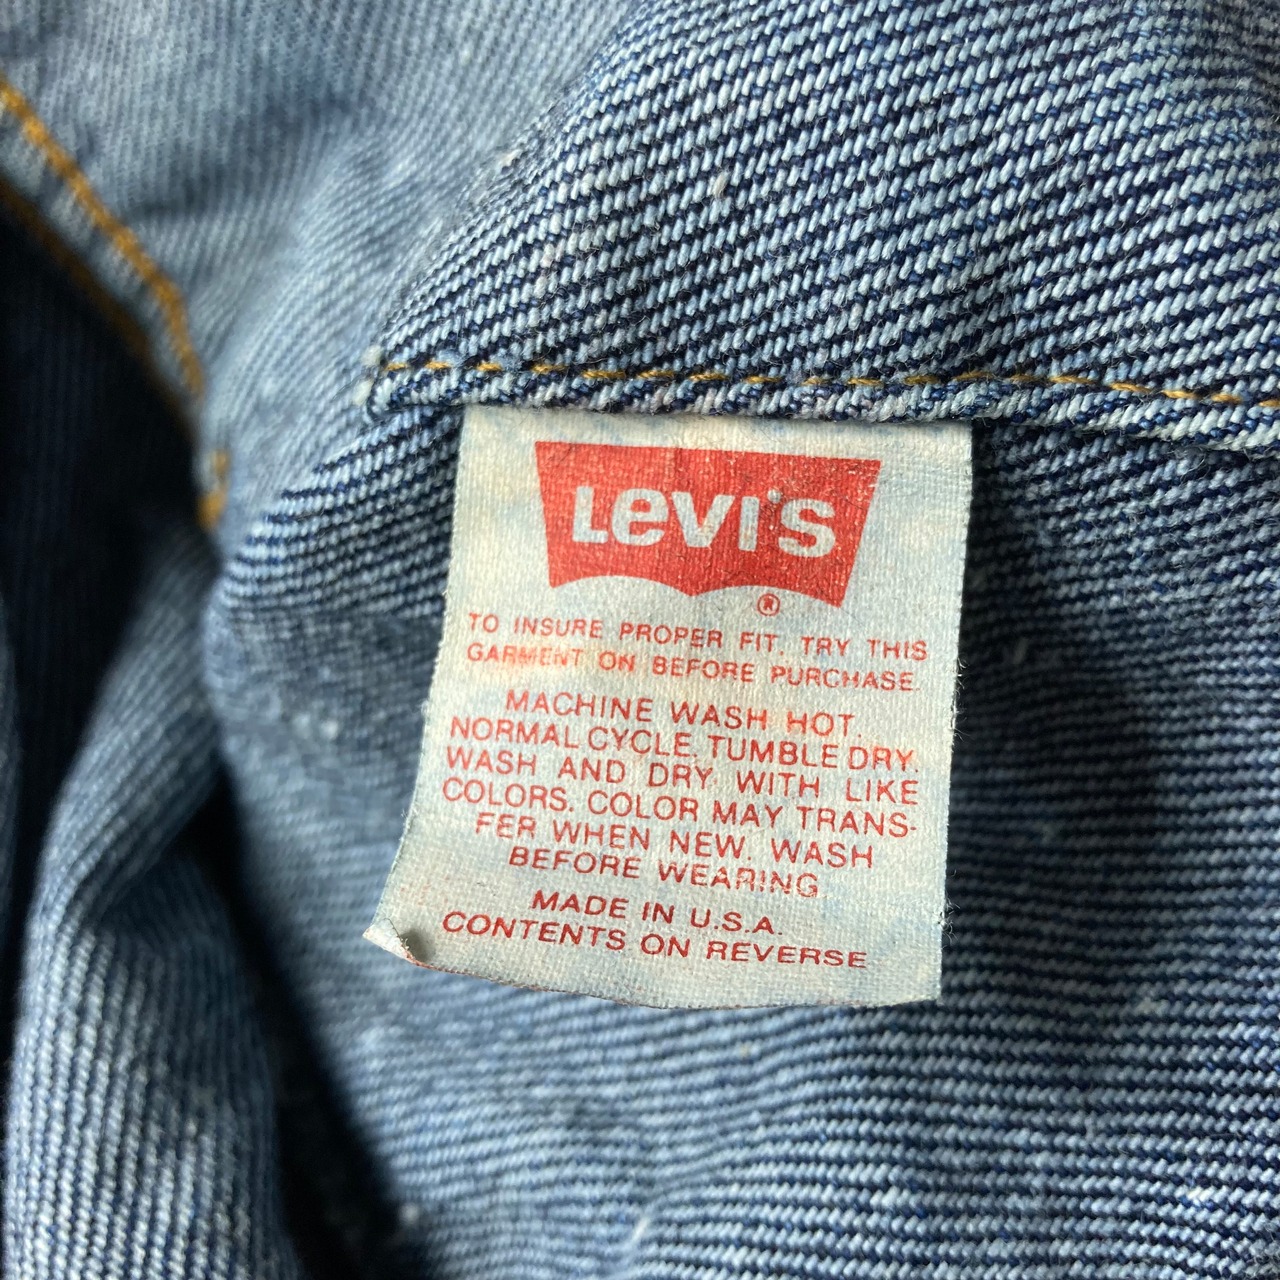 LEVI'S
®
TO INSURE PROPER FIT, TRY THIS
GARMENT ON BEFORE PURCHASE.
MACHINE WASH HOT.
NORMAL CYCLE. TUMBLE DRY.
WASH AND DRY WITH LIKE
COLORS. COLOR MAY TRANS-
FER WHEN NEW. WASH
BEFORE WEARING.
MADE IN U.S.A.
CONTENTS ON REVERSE